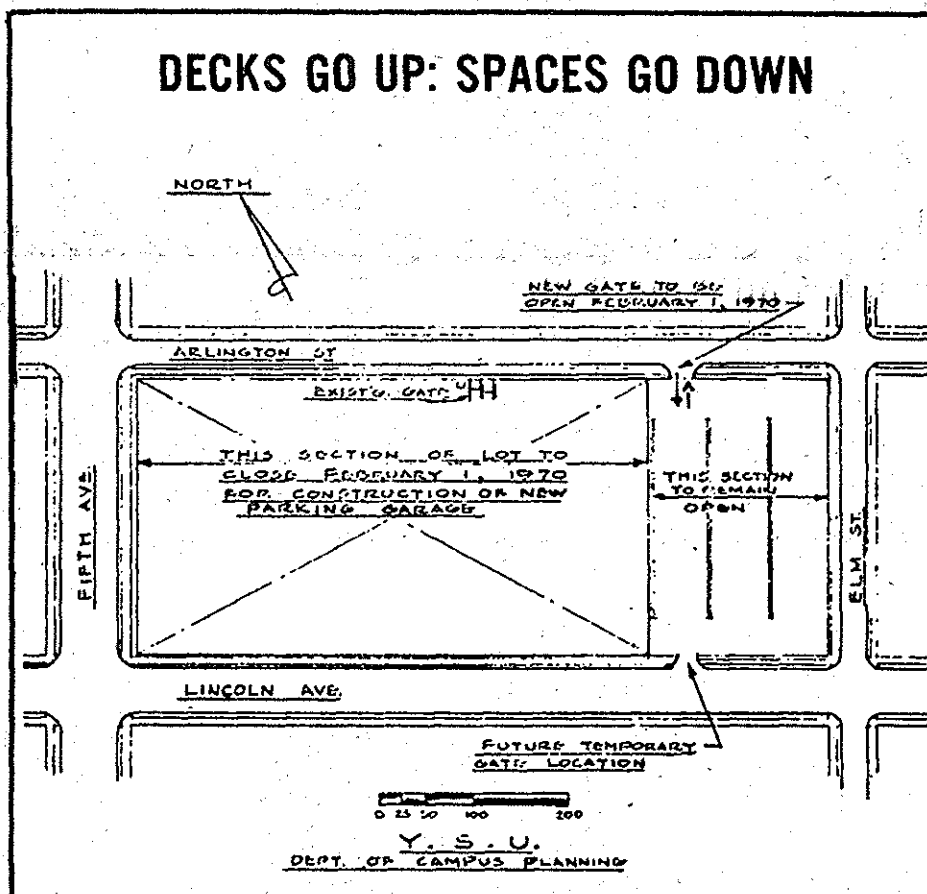 DECKS GO UP: SPACES GO DOWN
NORTH
NEW GATE TO BE
OPEN FEBRUARY 1, 1970
ARLINGTON ST
EXIST'G. GATE
THIS SECTION OF LOT TO
CLOSE FEBRUARY 1, 1970
FOR CONSTRUCTION OF NEW
PARKING GARAGE
THIS SECTION
TO REMAIN
OPEN
FIFTH AVE.
ELM ST.
LINCOLN AVE.
FUTURE TEMPORARY
GATE LOCATION
0 25 50 100 200
Y. S. U.
DEPT. OF CAMPUS PLANNING